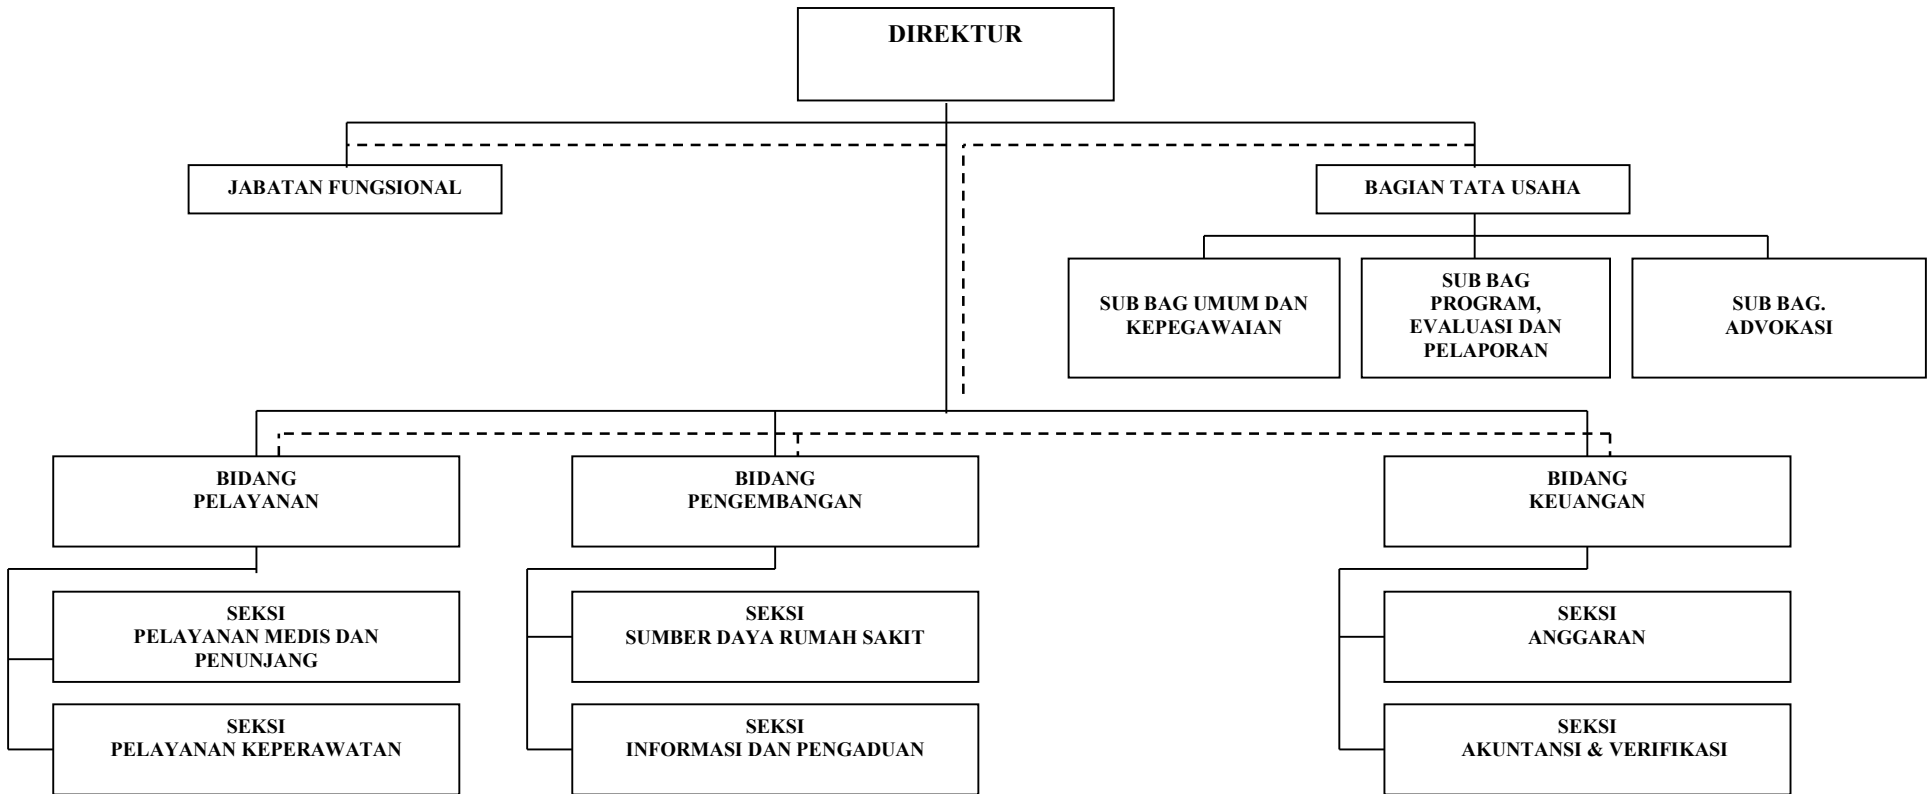 DIREKTUR
JABATAN FUNGSIONAL
BAGIAN TATA USAHA
SUB BAG UMUM DAN
KEPEGAWAIAN
SUB BAG
PROGRAM,
EVALUASI DAN
PELAPORAN
SUB BAG.
ADVOKASI
BIDANG
PELAYANAN
BIDANG
PENGEMBANGAN
BIDANG
KEUANGAN
SEKSI
PELAYANAN MEDIS DAN
PENUNJANG
SEKSI
SUMBER DAYA RUMAH SAKIT
SEKSI
ANGGARAN
SEKSI
PELAYANAN KEPERAWATAN
SEKSI
INFORMASI DAN PENGADUAN
SEKSI
AKUNTANSI & VERIFIKASI